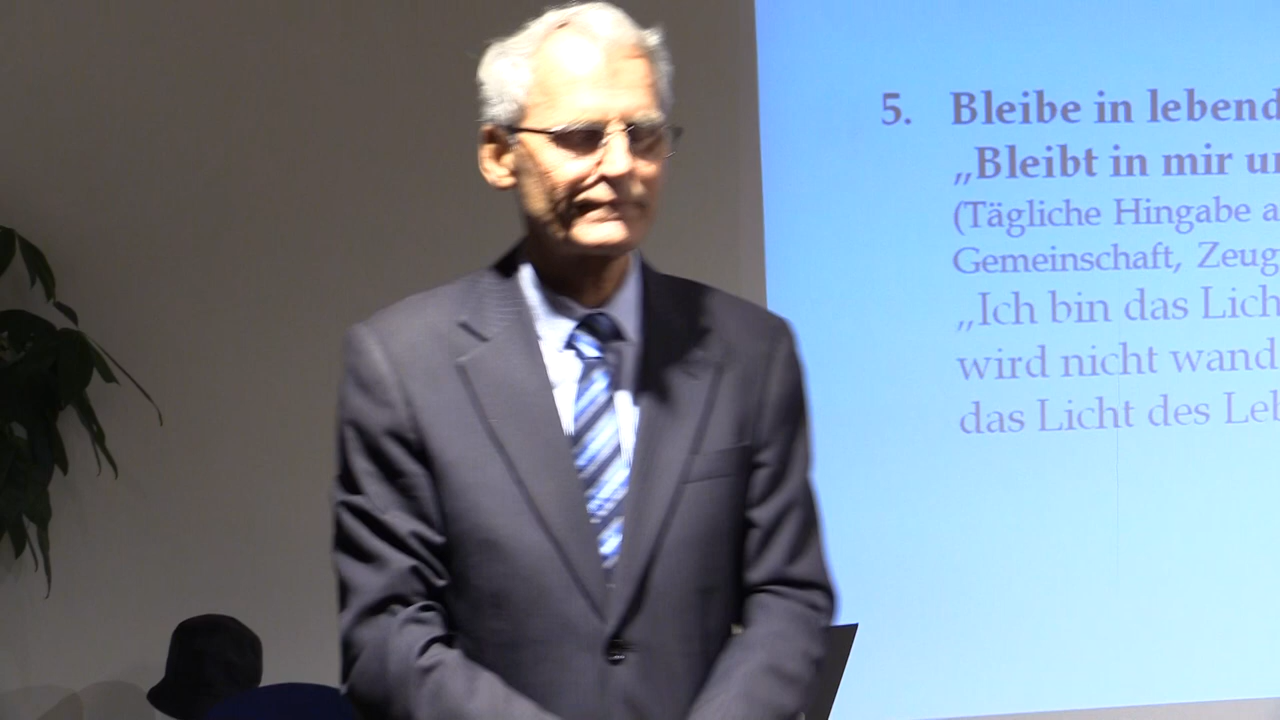 5. Bleibe in lebend
„Bleibt in mir un
(Tägliche Hingabe a
Gemeinschaft, Zeug
„Ich bin das Lich
wird nicht wand
das Licht des Leb